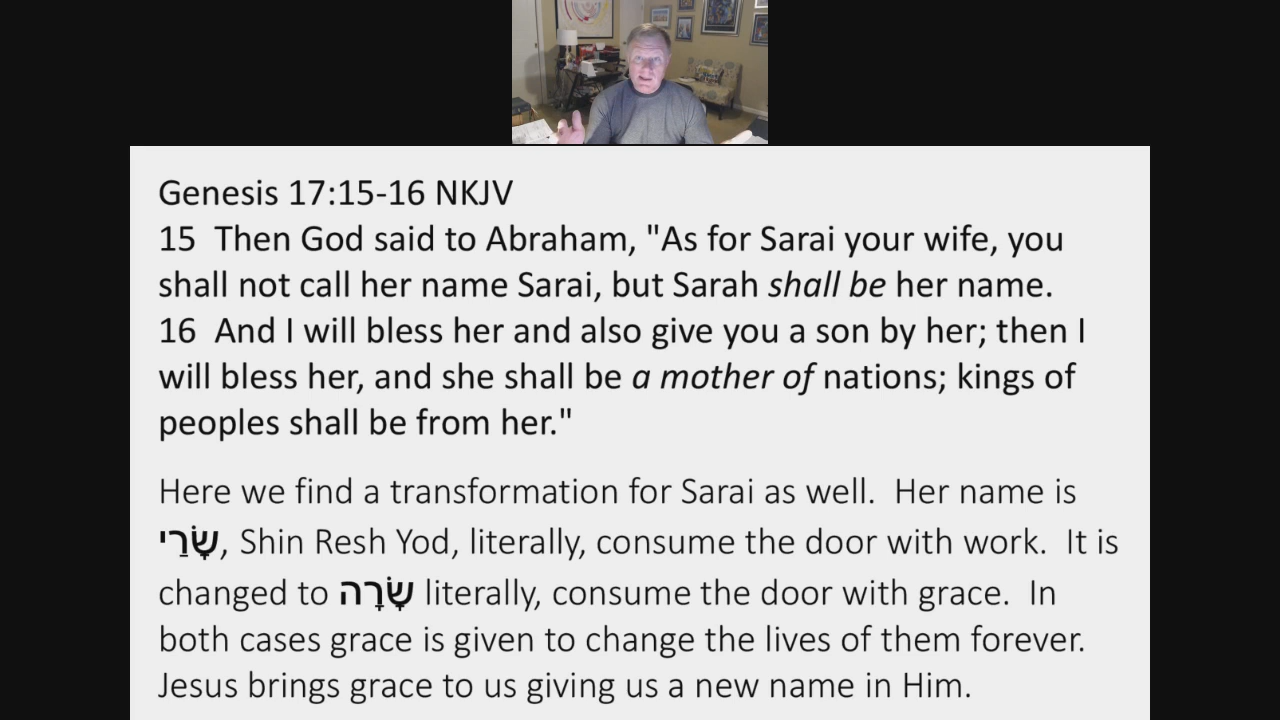 Genesis 17:15-16 NKJV
15  Then God said to Abraham, "As for Sarai your wife, you
shall not call her name Sarai, but Sarah shall be her name.
16  And I will bless her and also give you a son by her; then I
will bless her, and she shall be a mother of nations; kings of
peoples shall be from her."
Here we find a transformation for Sarai as well.  Her name is
שָׂרַי, Shin Resh Yod, literally, consume the door with work.  It is
changed to שָׂרָה literally, consume the door with grace.  In
both cases grace is given to change the lives of them forever.
Jesus brings grace to us giving us a new name in Him.